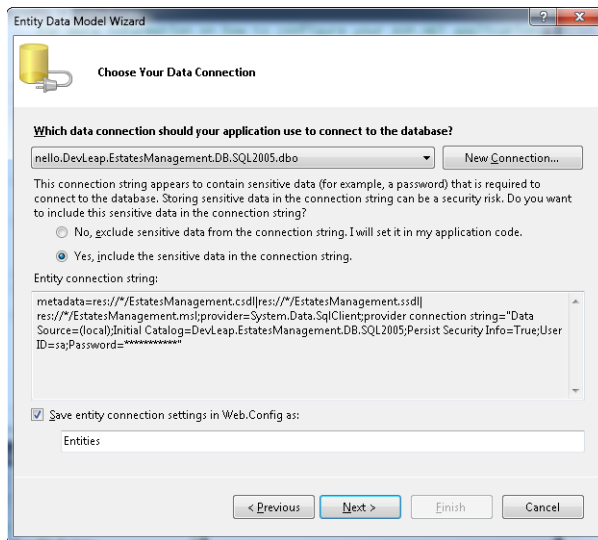 Entity Data Model Wizard
?
X
Choose Your Data Connection
Which data connection should your application use to connect to the database?
nello.DevLeap.EstatesManagement.DB.SQL2005.dbo
New Connection...
This connection string appears to contain sensitive data (for example, a password) that is required to
connect to the database. Storing sensitive data in the connection string can be a security risk. Do you want
to include this sensitive data in the connection string?
No, exclude sensitive data from the connection string. I will set it in my application code.
Yes, include the sensitive data in the connection string.
Entity connection string:
metadata=res://*/EstatesManagement.csdl|res://*/EstatesManagement.ssdl|
res://*/EstatesManagement.msl;provider=System.Data.SqlClient;provider connection string="Data
Source=(local);Initial Catalog=DevLeap.EstatesManagement.DB.SQL2005;Persist Security Info=True;User
ID=sa;Password=***********"
Save entity connection settings in Web.Config as:
Entities
< Previous
Next >
Finish
Cancel